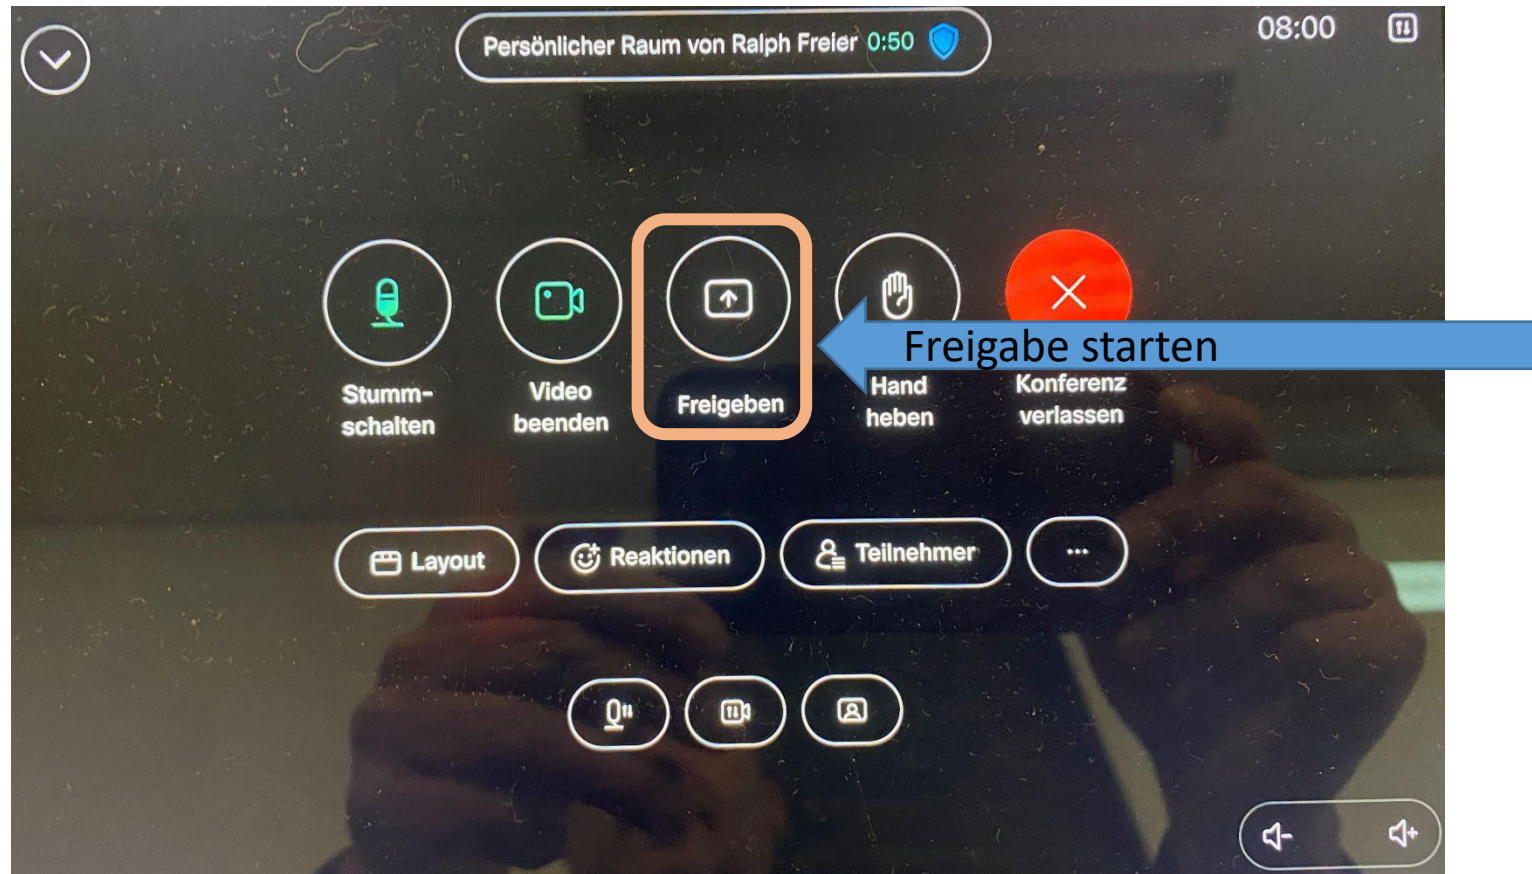 Persönlicher Raum von Ralph Freier 0:50
08:00
Freigabe starten
Stumm-
schalten
Video
beenden
Freigeben
Hand
heben
Konferenz
verlassen
Layout
Reaktionen
Teilnehmer